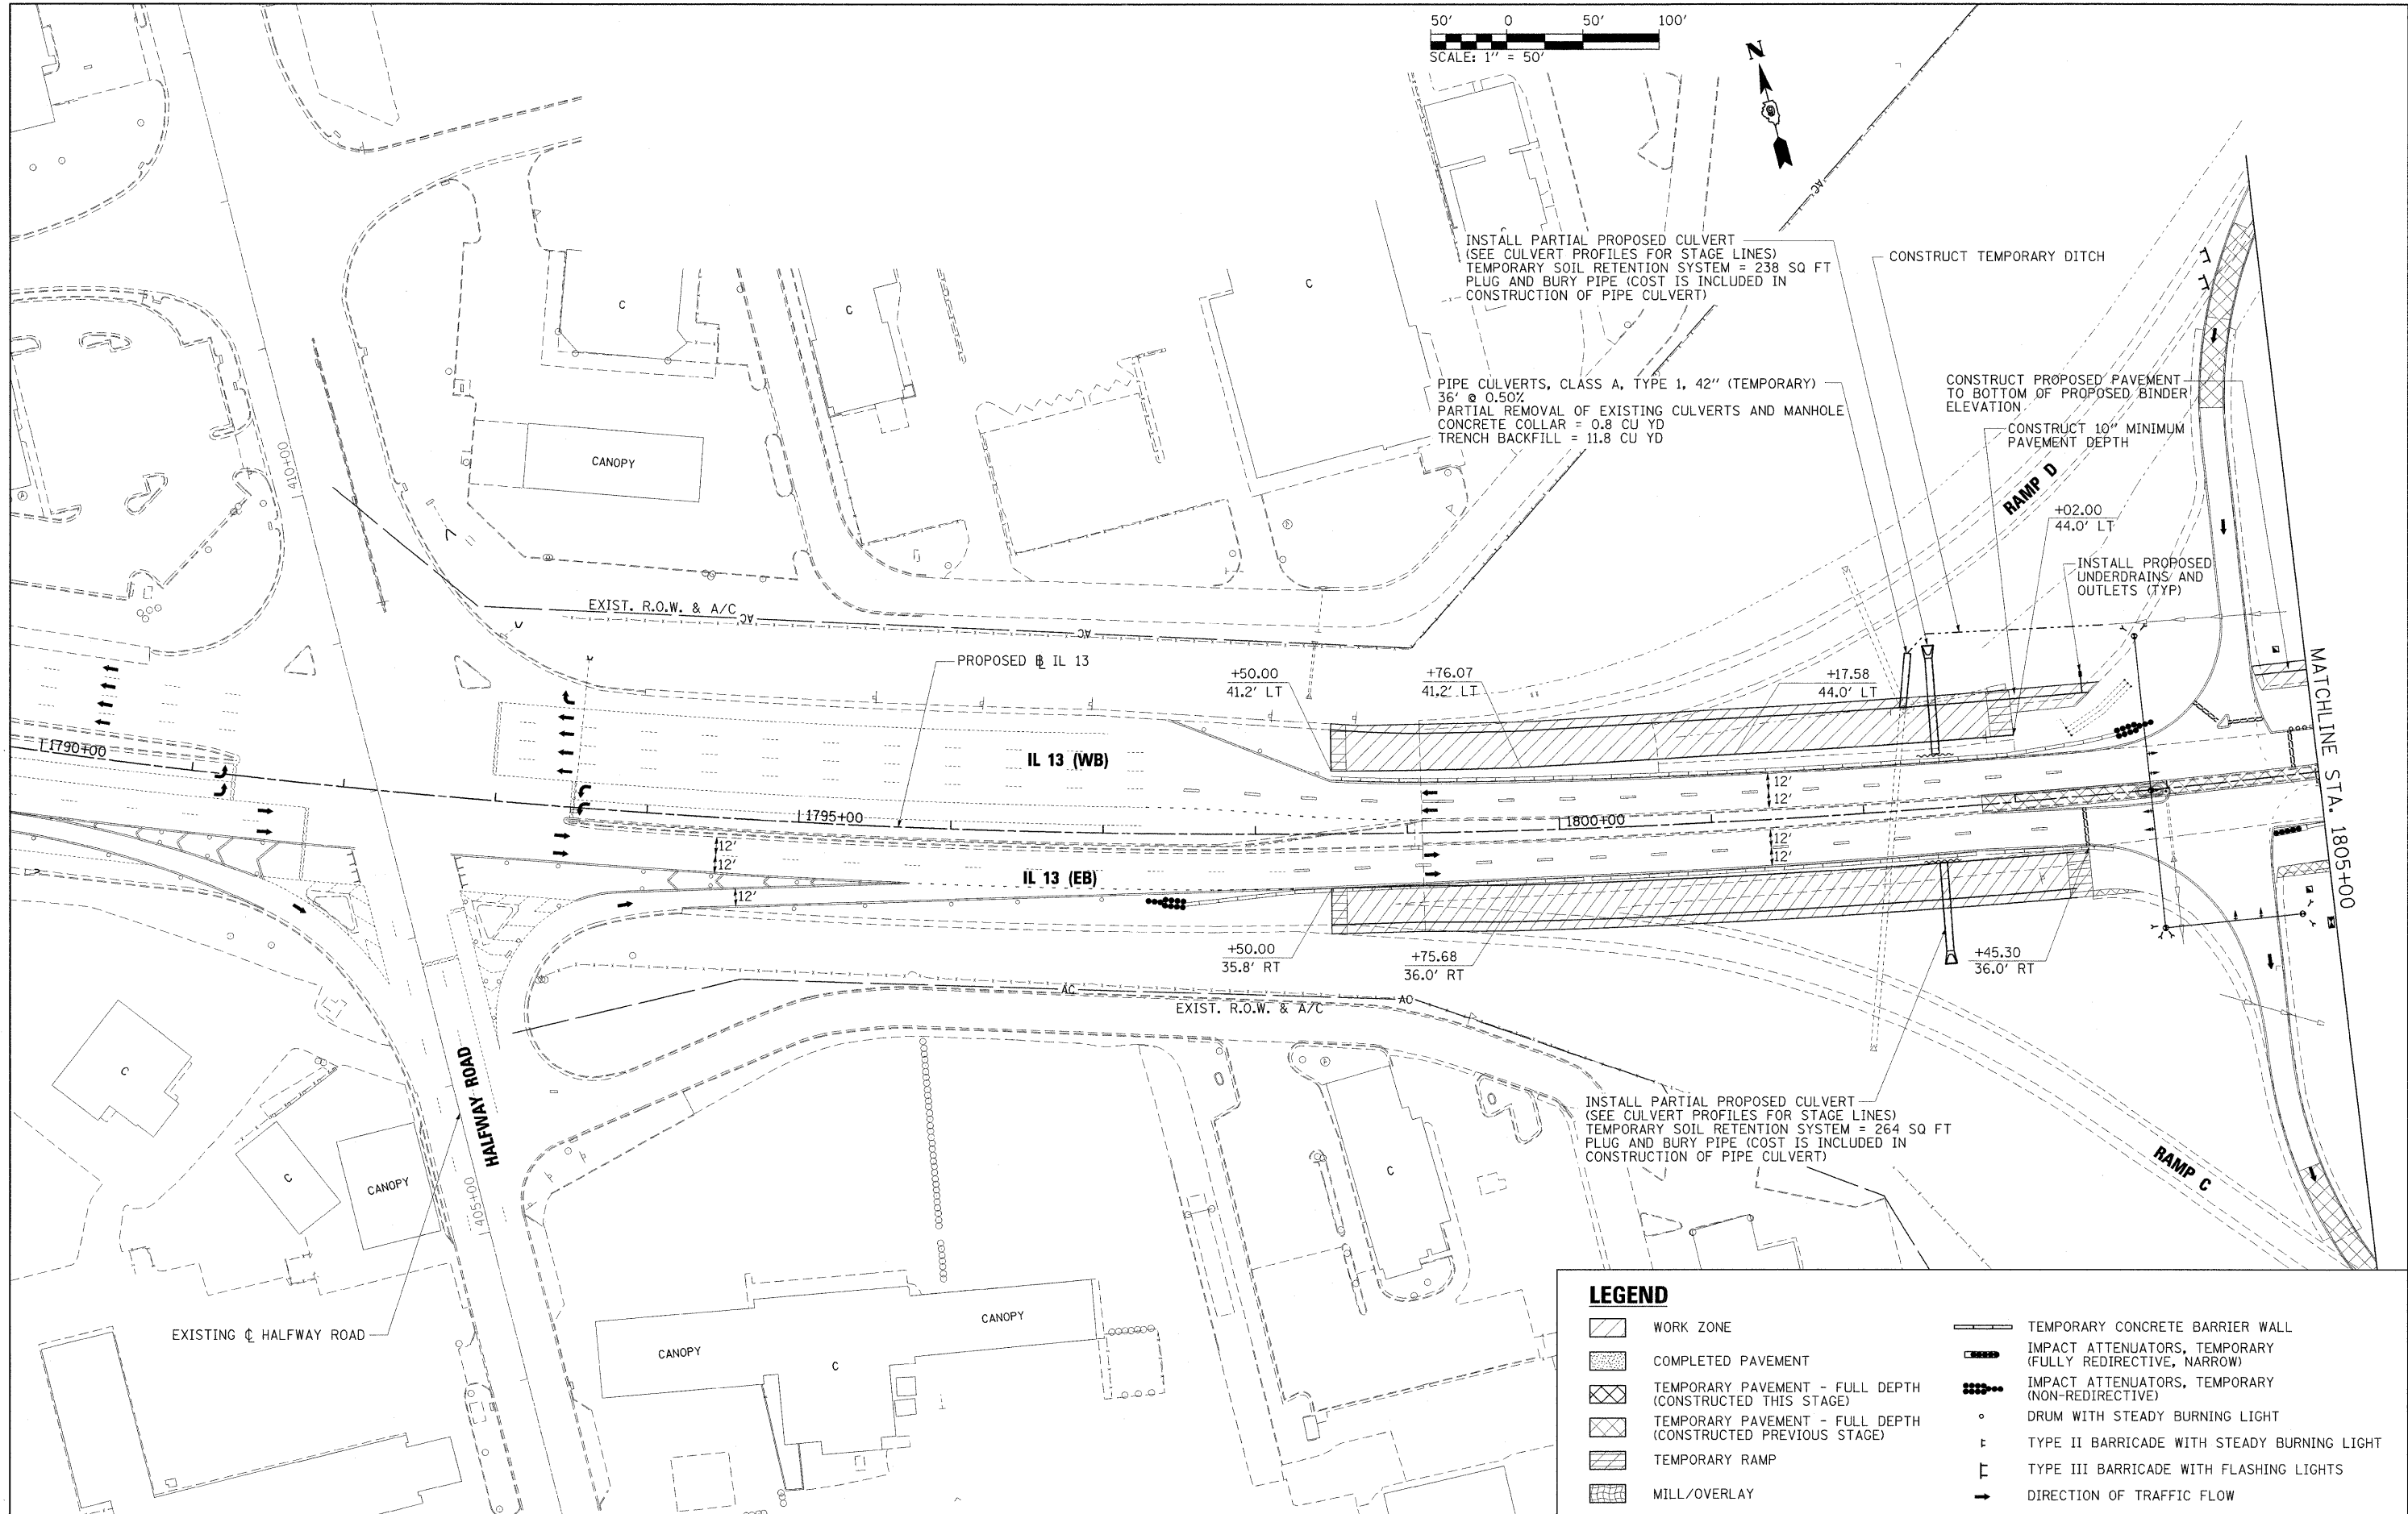 50' 0 50' 100'
SCALE: 1" = 50'
N
INSTALL PARTIAL PROPOSED CULVERT
(SEE CULVERT PROFILES FOR STAGE LINES)
TEMPORARY SOIL RETENTION SYSTEM = 238 SQ FT
PLUG AND BURY PIPE (COST IS INCLUDED IN
CONSTRUCTION OF PIPE CULVERT)
CONSTRUCT TEMPORARY DITCH
AC
C
C
C
PIPE CULVERTS, CLASS A, TYPE 1, 42" (TEMPORARY)
36' @ 0.50%
PARTIAL REMOVAL OF EXISTING CULVERTS AND MANHOLE
CONCRETE COLLAR = 0.8 CU YD
TRENCH BACKFILL = 11.8 CU YD
CONSTRUCT PROPOSED PAVEMENT
TO BOTTOM OF PROPOSED BINDER
ELEVATION
CONSTRUCT 10" MINIMUM
PAVEMENT DEPTH
RAMP D
+02.00
44.0' LT
INSTALL PROPOSED
UNDERDRAINS AND
OUTLETS (TYP)
410+00
CANOPY
EXIST. R.O.W. & A/C
AC
AC
PROPOSED ℄ IL 13
+50.00
41.2' LT
+76.07
41.2' LT
+17.58
44.0' LT
MATCHLINE STA. 1805+00
1790+00
IL 13 (WB)
1795+00
1800+00
12'
12'
12'
12'
12'
12'
12'
IL 13 (EB)
+50.00
35.8' RT
+75.68
36.0' RT
+45.30
36.0' RT
AC
AC
EXIST. R.O.W. & A/C
HALFWAY ROAD
405+00
C
C
CANOPY
C
INSTALL PARTIAL PROPOSED CULVERT
(SEE CULVERT PROFILES FOR STAGE LINES)
TEMPORARY SOIL RETENTION SYSTEM = 264 SQ FT
PLUG AND BURY PIPE (COST IS INCLUDED IN
CONSTRUCTION OF PIPE CULVERT)
RAMP C
EXISTING ℄ HALFWAY ROAD
CANOPY
C
CANOPY
LEGEND
WORK ZONE
COMPLETED PAVEMENT
TEMPORARY PAVEMENT - FULL DEPTH
(CONSTRUCTED THIS STAGE)
TEMPORARY PAVEMENT - FULL DEPTH
(CONSTRUCTED PREVIOUS STAGE)
TEMPORARY RAMP
MILL/OVERLAY
TEMPORARY CONCRETE BARRIER WALL
IMPACT ATTENUATORS, TEMPORARY
(FULLY REDIRECTIVE, NARROW)
IMPACT ATTENUATORS, TEMPORARY
(NON-REDIRECTIVE)
DRUM WITH STEADY BURNING LIGHT
TYPE II BARRICADE WITH STEADY BURNING LIGHT
TYPE III BARRICADE WITH FLASHING LIGHTS
DIRECTION OF TRAFFIC FLOW